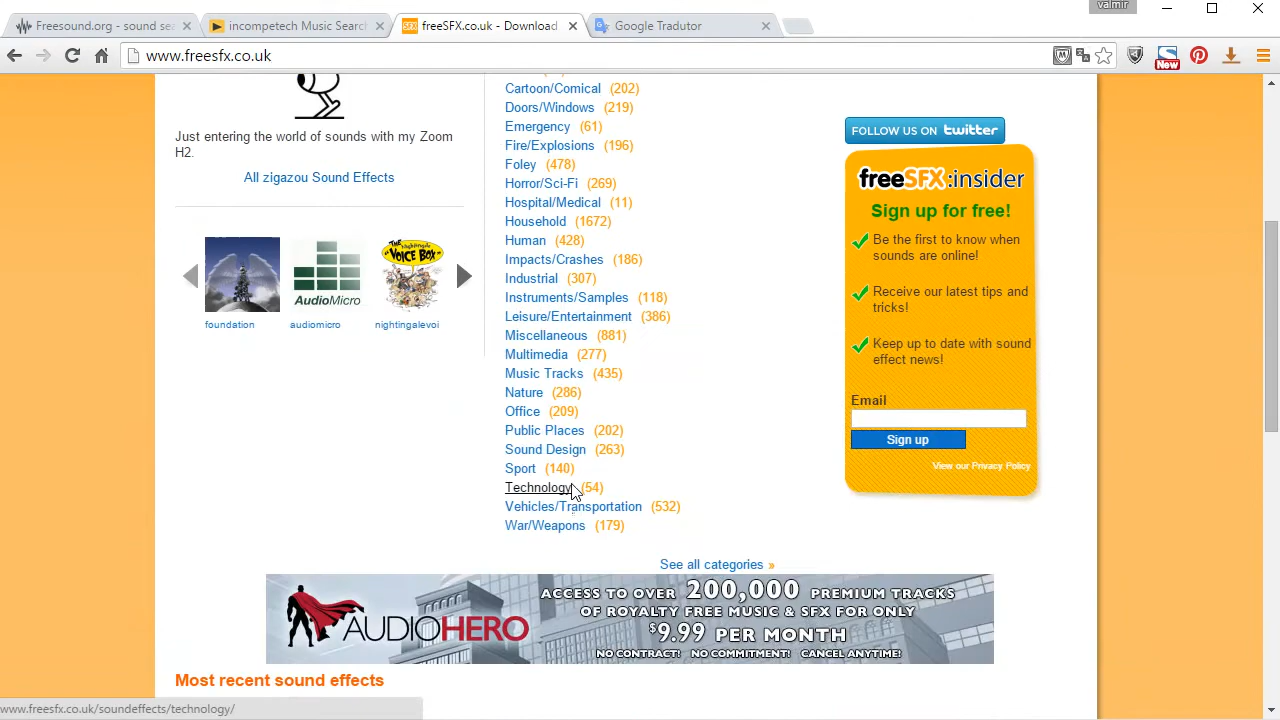 valmir
Freesound.org - sound se
incompetech Music Search
freeSFX.co.uk - Download
Google Tradutor
www.freesfx.co.uk
New
Just entering the world of sounds with my Zoom
H2.
All zigazou Sound Effects
THE Nightingale VOICE BOX
AudioMicro
foundation
audiomicro
nightingalevoi
Cartoon/Comical (202)
Doors/Windows (219)
Emergency (61)
Fire/Explosions (196)
Foley (478)
Horror/Sci-Fi (269)
Hospital/Medical (11)
Household (1672)
Human (428)
Impacts/Crashes (186)
Industrial (307)
Instruments/Samples (118)
Leisure/Entertainment (386)
Miscellaneous (881)
Multimedia (277)
Music Tracks (435)
Nature (286)
Office (209)
Public Places (202)
Sound Design (263)
Sport (140)
Technology (54)
Vehicles/Transportation (532)
War/Weapons (179)
See all categories »
FOLLOW US ON twitter
freeSFX:insider
Sign up for free!
Be the first to know when
sounds are online!
Receive our latest tips and
tricks!
Keep up to date with sound
effect news!
Email
Sign up
View our Privacy Policy
AUDIOHERO
ACCESS TO OVER 200,000 PREMIUM TRACKS
OF ROYALTY FREE MUSIC & SFX FOR ONLY
$9.99 PER MONTH
NO CONTRACT! NO COMMITMENT! CANCEL ANYTIME!
Most recent sound effects
www.freesfx.co.uk/soundeffects/technology/